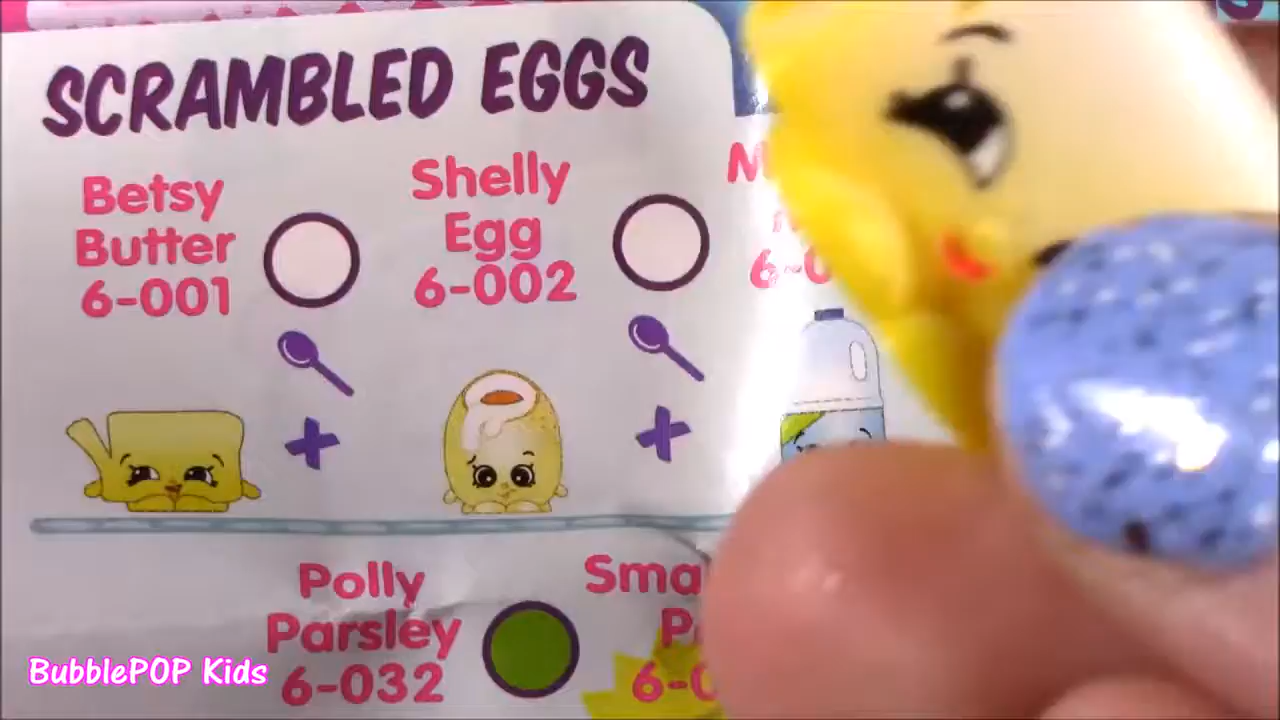 SCRAMBLED EGGS
Betsy
Butter
6-001
Shelly
Egg
6-002
Polly
Parsley
6-032
BubblePOP Kids